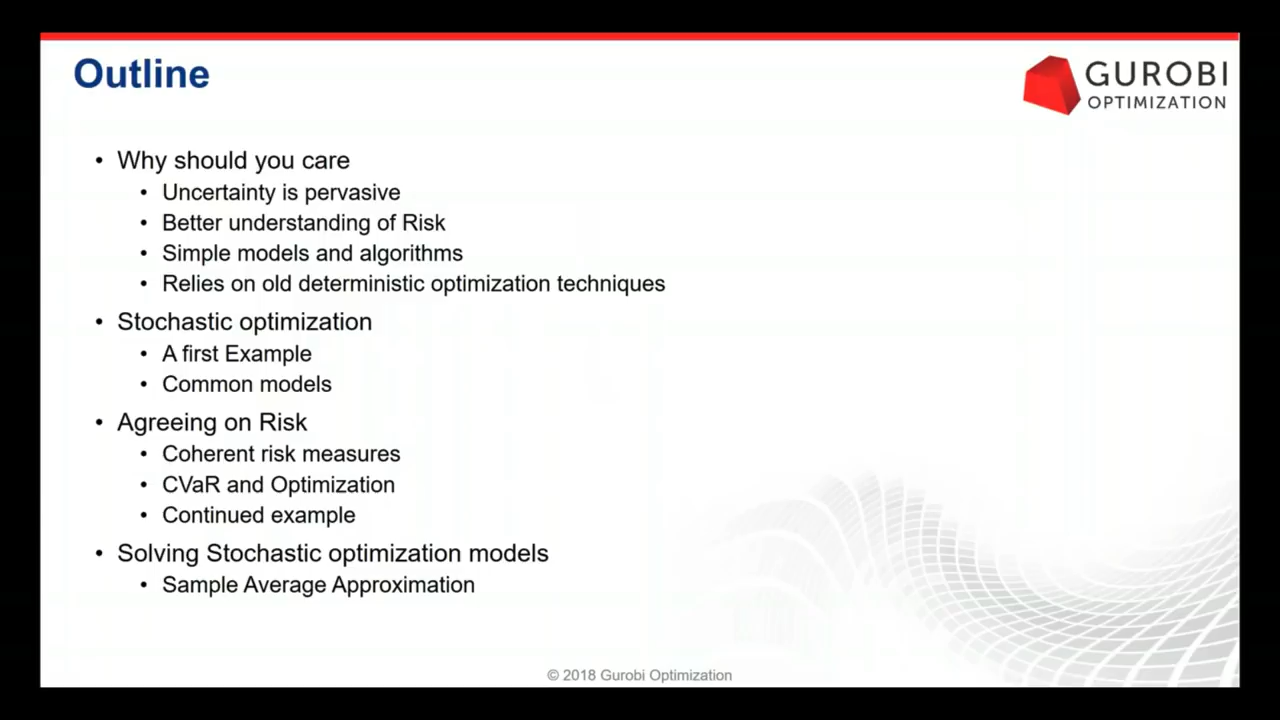 Outline
GUROBI
OPTIMIZATION
• Why should you care
• Uncertainty is pervasive
• Better understanding of Risk
• Simple models and algorithms
• Relies on old deterministic optimization techniques
• Stochastic optimization
• A first Example
• Common models
• Agreeing on Risk
• Coherent risk measures
• CVaR and Optimization
• Continued example
• Solving Stochastic optimization models
• Sample Average Approximation
© 2018 Gurobi Optimization